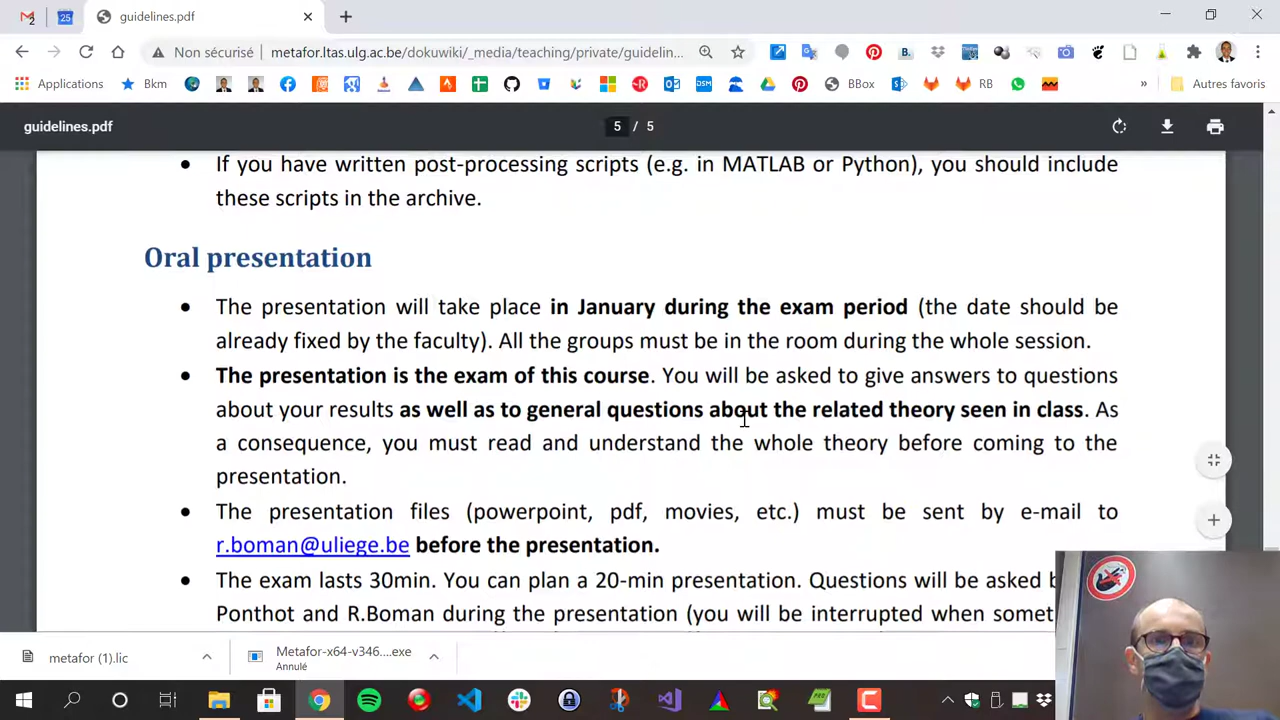 2
25
guidelines.pdf
Non sécurisé
metafor.ltas.ulg.ac.be/dokuwiki/_media/teaching/private/guidelin...
Applications
Bkm
BBox
RB
»
Autres favoris
guidelines.pdf
5 / 5
• If you have written post-processing scripts (e.g. in MATLAB or Python), you should include
these scripts in the archive.
Oral presentation
• The presentation will take place in January during the exam period (the date should be
already fixed by the faculty). All the groups must be in the room during the whole session.
• The presentation is the exam of this course. You will be asked to give answers to questions
about your results as well as to general questions about the related theory seen in class. As
a consequence, you must read and understand the whole theory before coming to the
presentation.
• The presentation files (powerpoint, pdf, movies, etc.) must be sent by e-mail to
r.boman@uliege.be before the presentation.
• The exam lasts 30min. You can plan a 20-min presentation. Questions will be asked
Ponthot and R.Boman during the presentation (you will be interrupted when
metafor (1).lic
Metafor-x64-v346....exe
Annulé